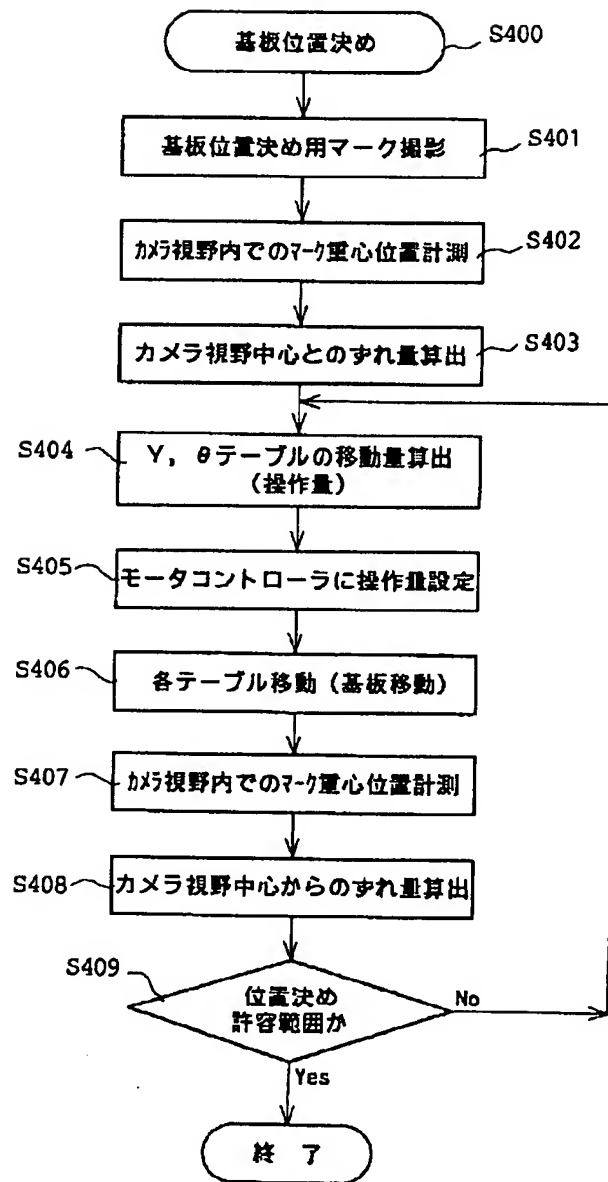 基板位置決め
S400
基板位置決め用マーク撮影
S401
ｶﾒﾗ視野内でのﾏｰｸ重心位置計測
S402
カメラ視野中心とのずれ量算出
S403
S404
Y, θテーブルの移動量算出
(操作量)
S405
モータコントローラに操作量設定
S406
各テーブル移動(基板移動)
S407
ｶﾒﾗ視野内でのﾏｰｸ重心位置計測
S408
カメラ視野中心からのずれ量算出
S409
位置決め
許容範囲か
No
Yes
終 了